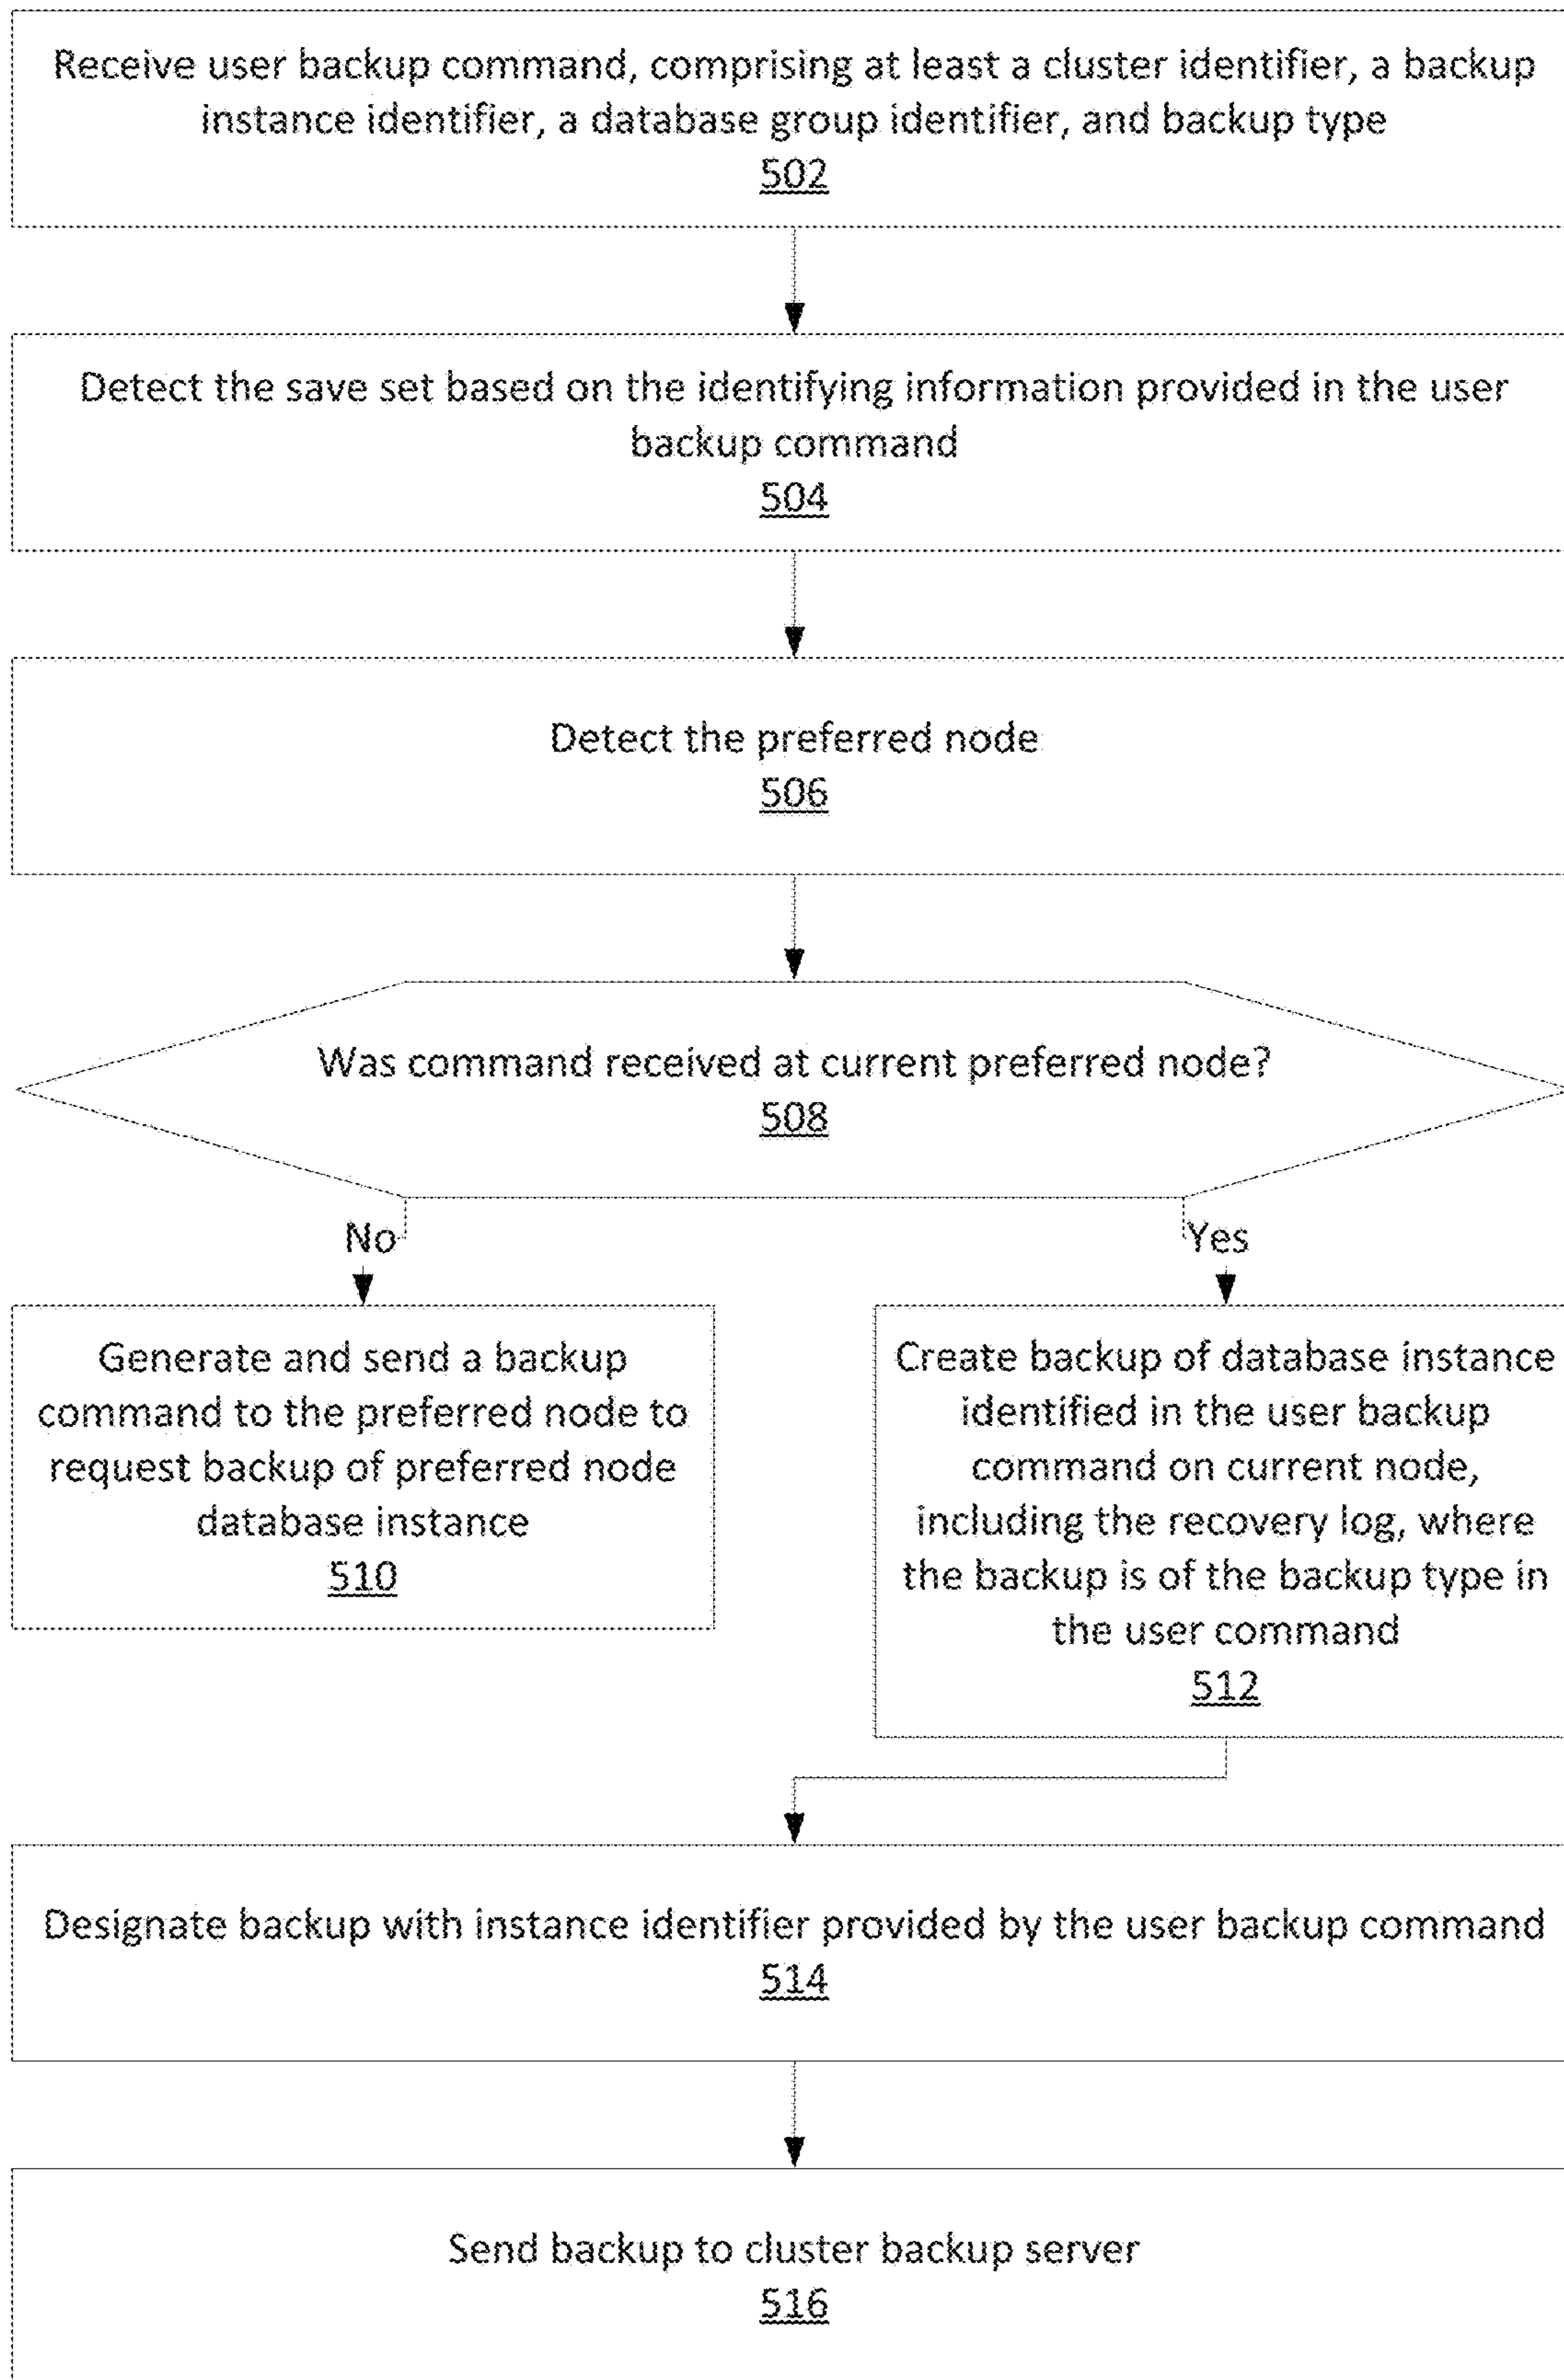 Receive user backup command, comprising at least a cluster identifier, a backup
instance identifier, a database group identifier, and backup type
502
Detect the save set based on the identifying information provided in the user
backup command
504
Detect the preferred node
506
Was command received at current preferred node?
508
No
Yes
Generate and send a backup
command to the preferred node to
request backup of preferred node
database instance
510
Create backup of database instance
identified in the user backup
command on current node,
including the recovery log, where
the backup is of the backup type in
the user command
512
Designate backup with instance identifier provided by the user backup command
514
Send backup to cluster backup server
516